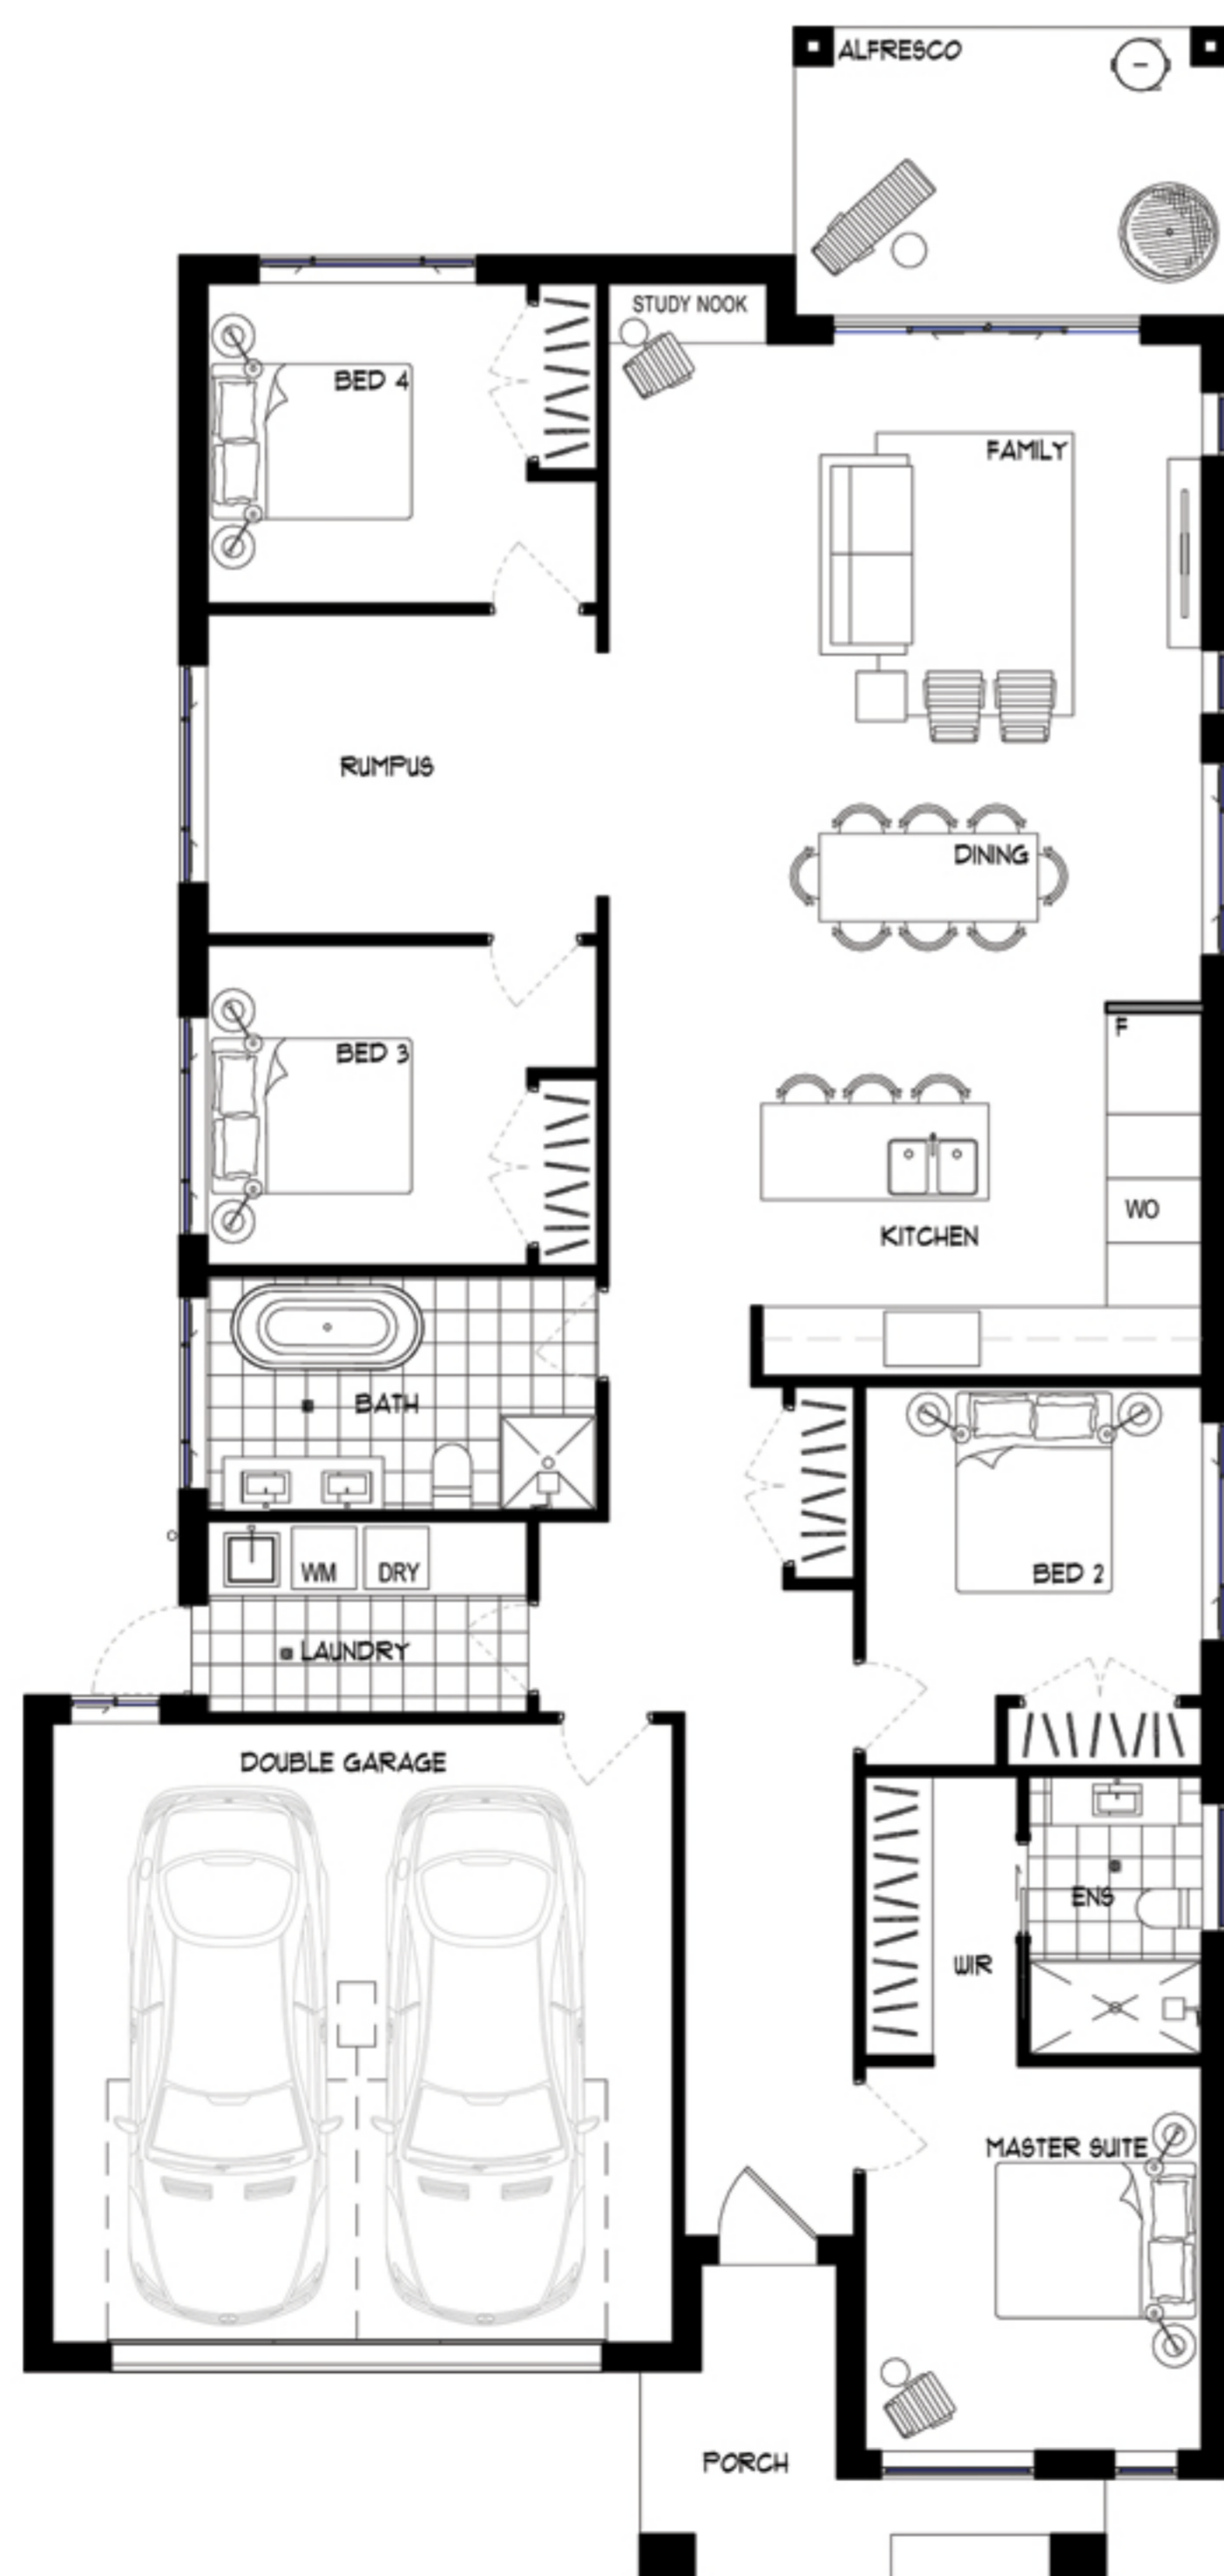 ALFRESCO
STUDY NOOK
BED 4
FAMILY
RUMPUS
DINING
F
BED 3
WO
KITCHEN
BATH
WM
DRY
BED 2
LAUNDRY
DOUBLE GARAGE
ENS
WIR
MASTER SUITE
PORCH